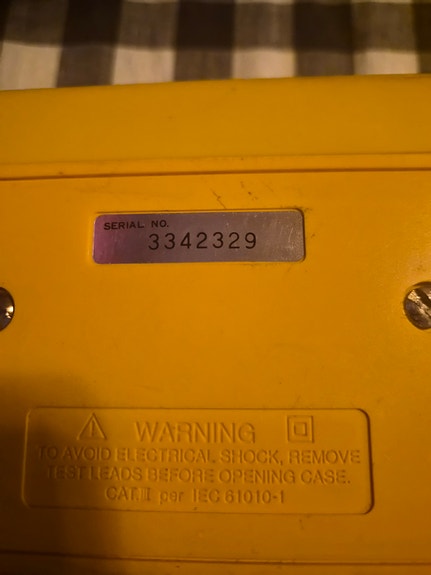 SERIAL NO.
3342329
WARNING
TO AVOID ELECTRICAL SHOCK, REMOVE
TEST LEADS BEFORE OPENING CASE.
CAT. II per IEC 61010-1